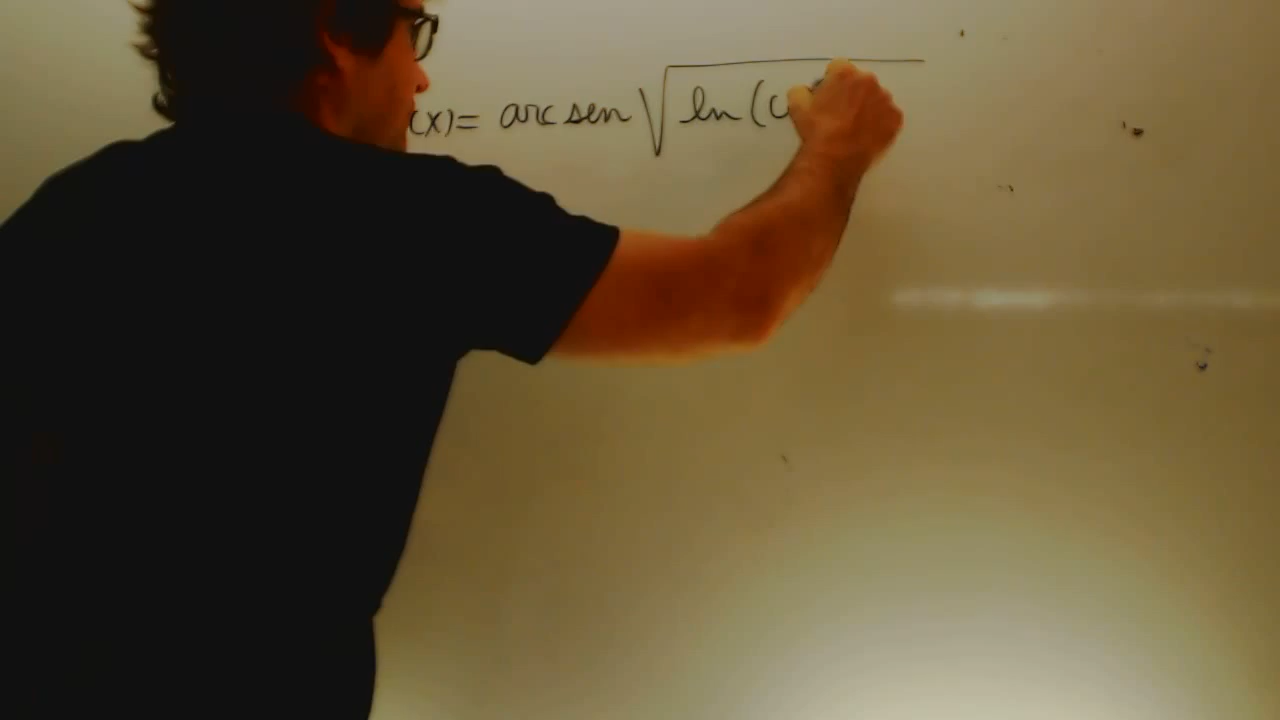 (x)= arc sen √ln(c